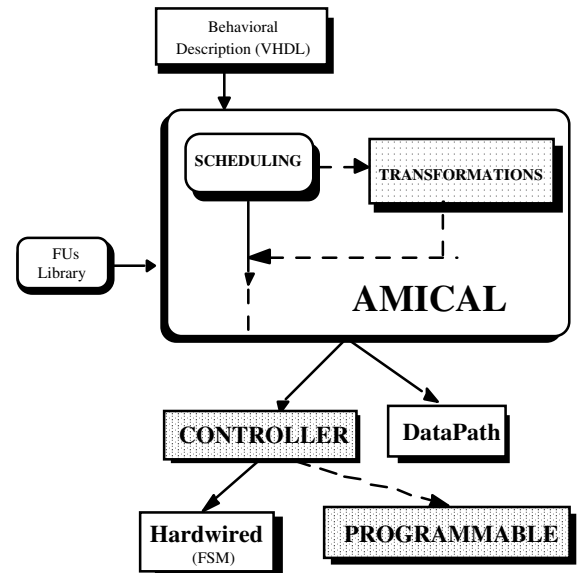 Behavioral
Description (VHDL)
SCHEDULING
TRANSFORMATIONS
FUs
Library
AMICAL
CONTROLLER
DataPath
Hardwired
(FSM)
PROGRAMMABLE